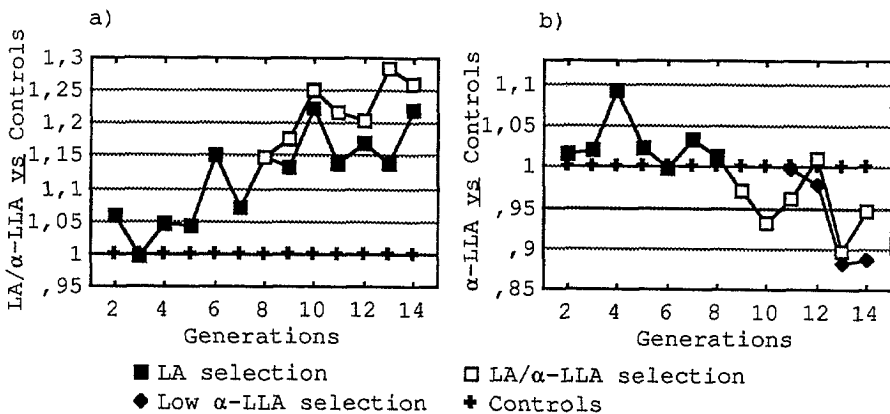 a)
b)
LA/α-LLA vs Controls
1,3
1,25
1,2
1,15
1,1
1,05
1
,95
2 4 6 8 10 12 14
Generations
α-LLA vs Controls
1,1
1,05
1
,95
,9
,85
2 4 6 8 10 12 14
Generations
LA selection
LA/α-LLA selection
Low α-LLA selection
Controls